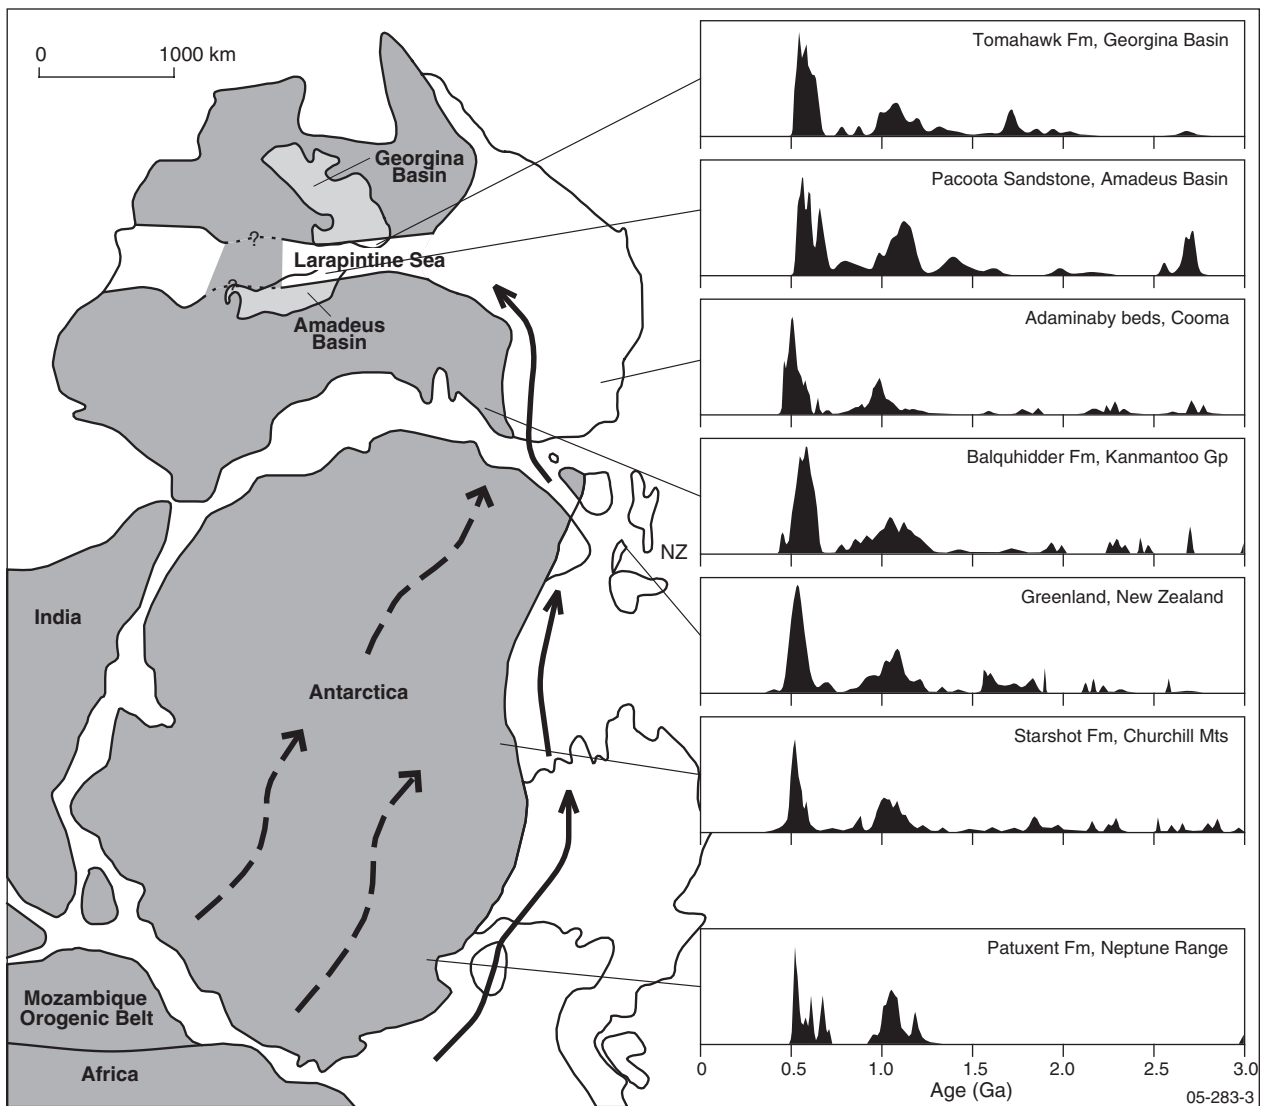 0 1000 km
Georgina
Basin
?
Larapintine Sea
?
Amadeus
Basin
India
NZ
Antarctica
Mozambique
Orogenic Belt
Africa
Tomahawk Fm, Georgina Basin
Pacoota Sandstone, Amadeus Basin
Adaminaby beds, Cooma
Balquhidder Fm, Kanmantoo Gp
Greenland, New Zealand
Starshot Fm, Churchill Mts
Patuxent Fm, Neptune Range
0 0.5 1.0 1.5 2.0 2.5 3.0
Age (Ga)
05-283-3